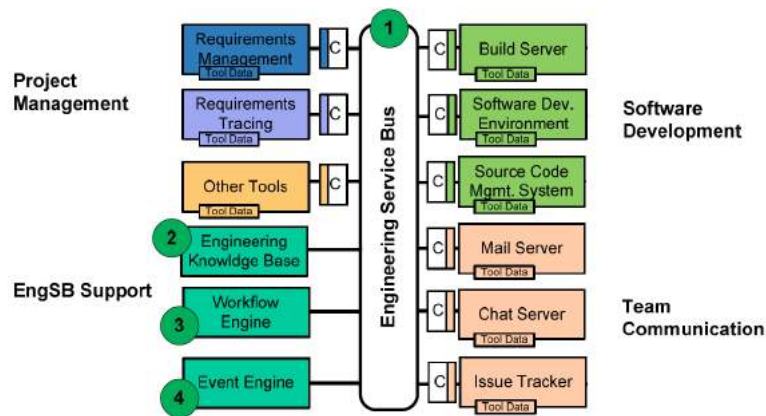 1
Requirements
Management
Tool Data
C
C
Build Server
Tool Data
Project
Management
Requirements
Tracing
Tool Data
C
C
Software Dev.
Environment
Tool Data
Software
Development
Other Tools
Tool Data
C
C
Source Code
Mgmt. System
Tool Data
Engineering Service Bus
2
Engineering
Knowldge Base
C
Mail Server
Tool Data
EngSB Support
3
Workflow
Engine
C
Chat Server
Tool Data
Team
Communication
4
Event Engine
C
Issue Tracker
Tool Data